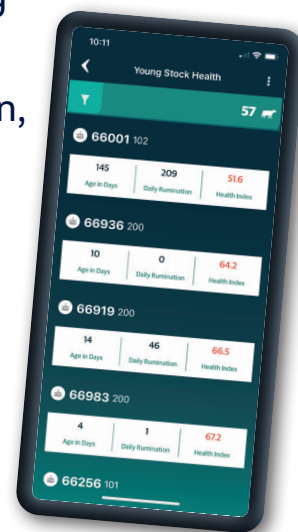 g
n,
10:11
Young Stock Health
57
66001 102
145 209 51.6
Age in Days Daily Rumination Health Index
66936 200
10 0 64.2
Age in Days Daily Rumination Health Index
66919 200
14 46 66.5
Age in Days Daily Rumination Health Index
66983 200
4 1 67.2
Age in Days Daily Rumination Health Index
66256 101